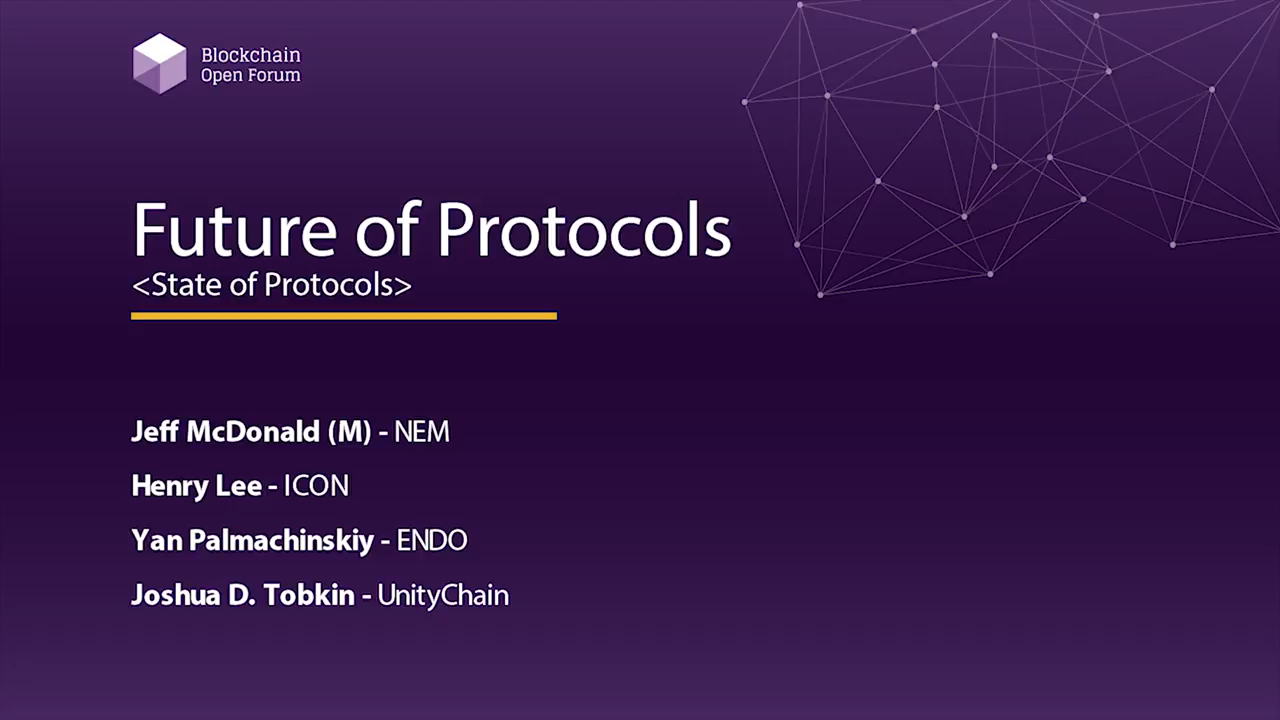 Blockchain
Open Forum
Future of Protocols
<State of Protocols>
Jeff McDonald (M) - NEM
Henry Lee - ICON
Yan Palmachinskiy - ENDO
Joshua D. Tobkin - UnityChain